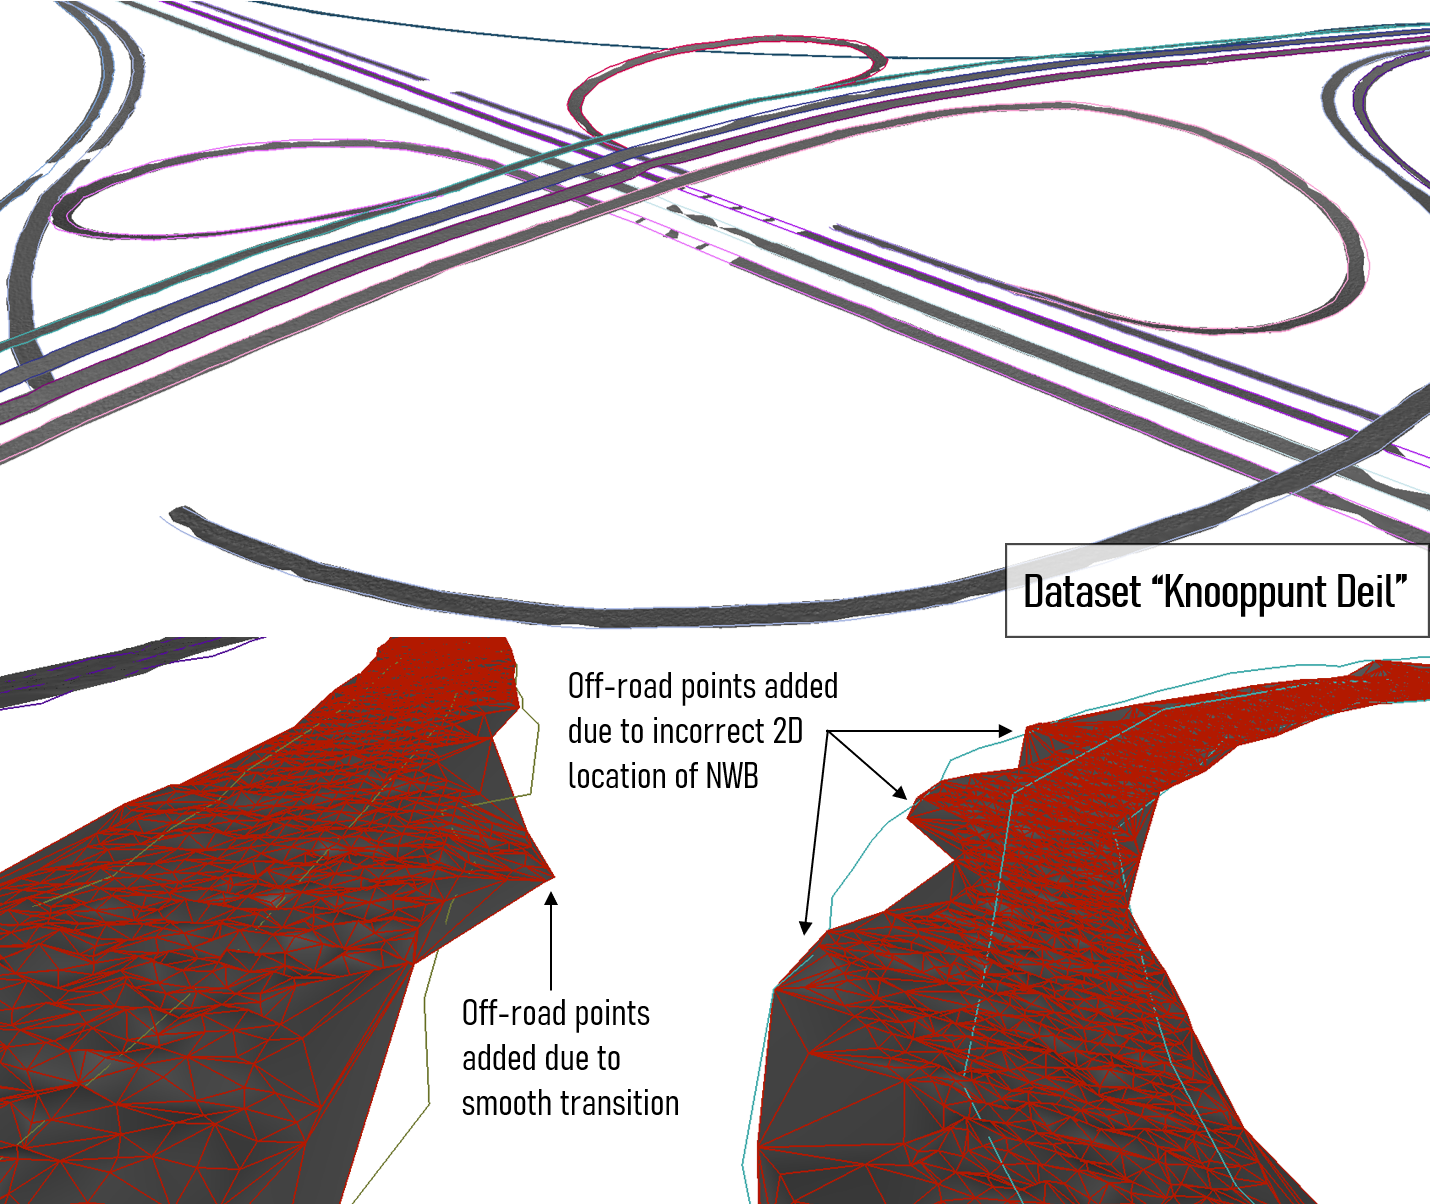 Dataset “Knooppunt Deil”
Off-road points added
due to incorrect 2D
location of NWB
Off-road points
added due to
smooth transition